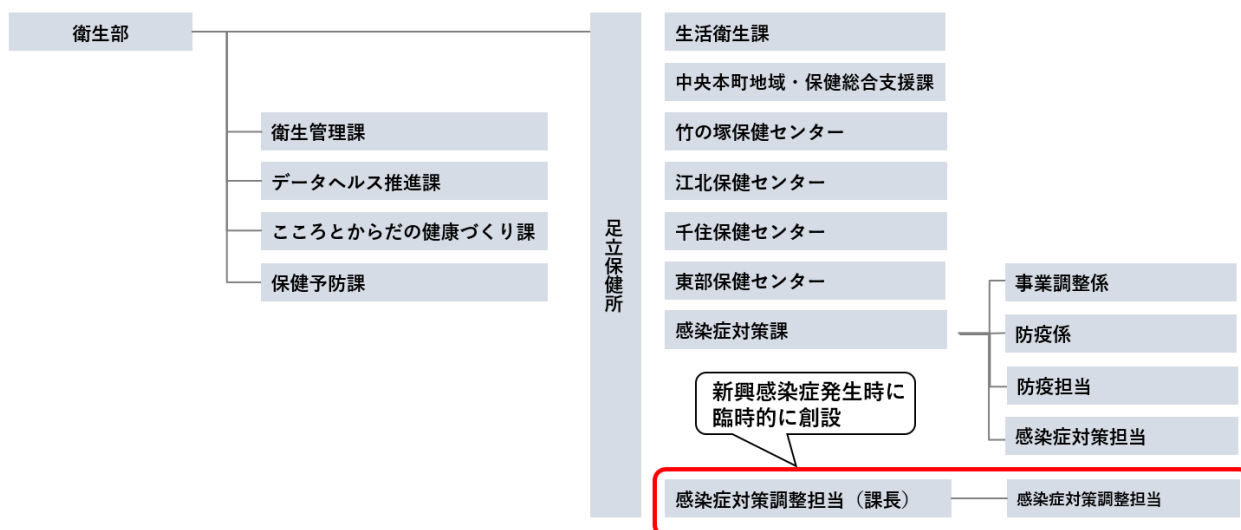 衛生部
衛生管理課
データヘルス推進課
こころとからだの健康づくり課
保健予防課
足立保健所
生活衛生課
中央本町地域・保健総合支援課
竹の塚保健センター
江北保健センター
千住保健センター
東部保健センター
感染症対策課
事業調整係
防疫係
防疫担当
感染症対策担当
新興感染症発生時に
臨時的に創設
感染症対策調整担当（課長）
感染症対策調整担当